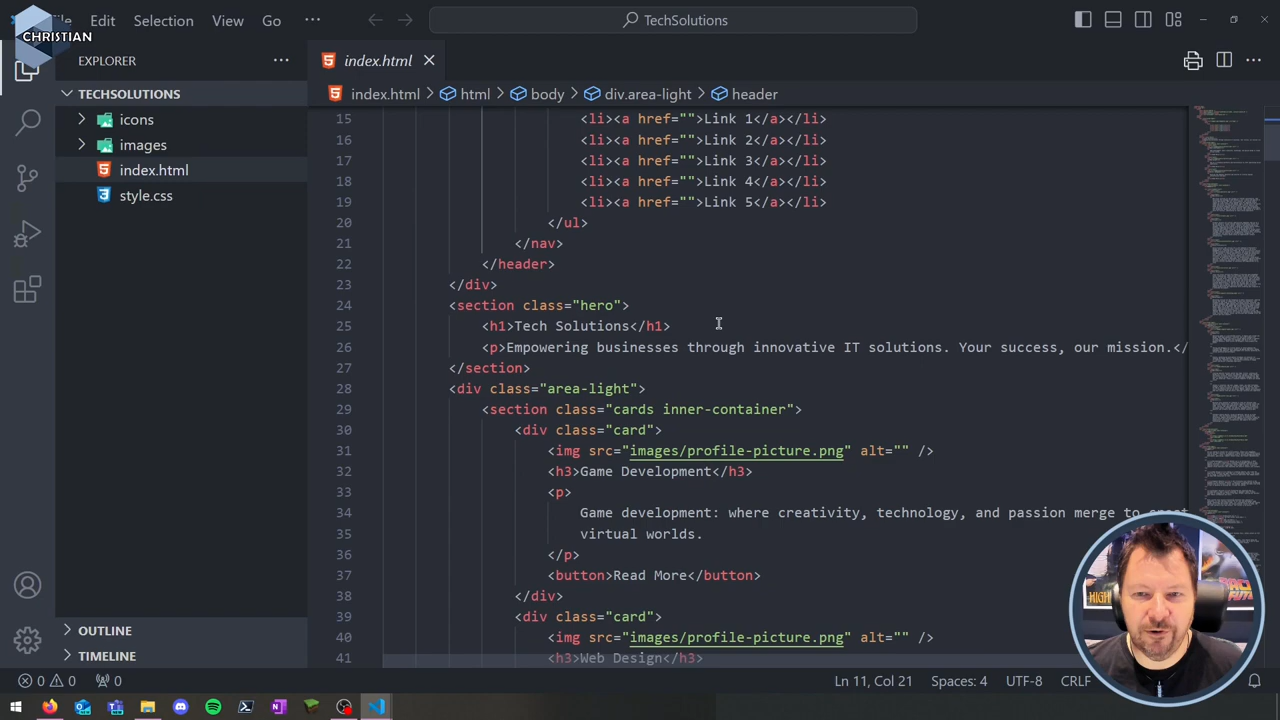 File Edit Selection View Go ··· TechSolutions
CHRISTIAN
EXPLORER ···
TECHSOLUTIONS
icons
images
index.html
style.css
OUTLINE
TIMELINE
index.html
index.html > html > body > div.area-light > header
15 <li><a href="">Link 1</a></li>
16 <li><a href="">Link 2</a></li>
17 <li><a href="">Link 3</a></li>
18 <li><a href="">Link 4</a></li>
19 <li><a href="">Link 5</a></li>
20 </ul>
21 </nav>
22 </header>
23 </div>
24 <section class="hero">
25 <h1>Tech Solutions</h1>
26 <p>Empowering businesses through innovative IT solutions. Your success, our mission.</
27 </section>
28 <div class="area-light">
29 <section class="cards inner-container">
30 <div class="card">
31 <img src="images/profile-picture.png" alt="" />
32 <h3>Game Development</h3>
33 <p>
34 Game development: where creativity, technology, and passion merge to
35 virtual worlds.
36 </p>
37 <button>Read More</button>
38 </div>
39 <div class="card">
40 <img src="images/profile-picture.png" alt="" />
41 <h3>Web Design</h3>
0 0 0 Ln 11, Col 21 Spaces: 4 UTF-8 CRLF